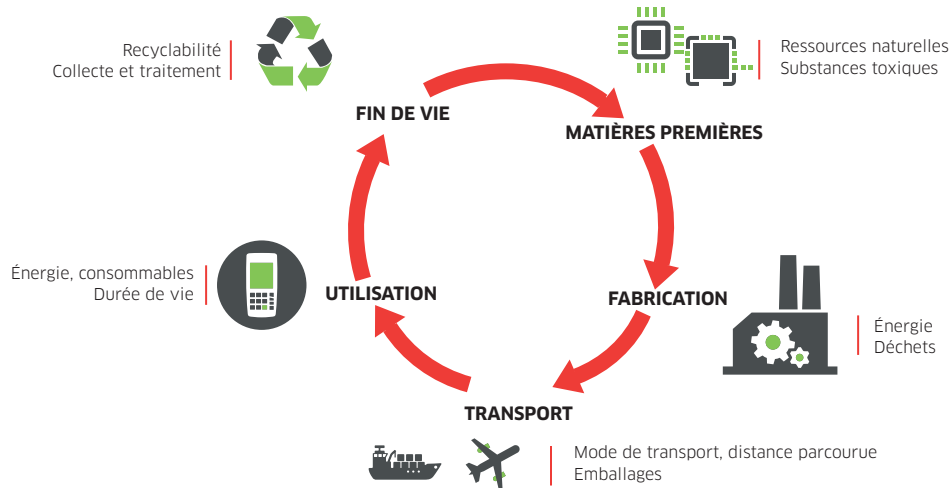 Recyclabilité
Collecte et traitement
Ressources naturelles
Substances toxiques
FIN DE VIE
MATIÈRES PREMIÈRES
Énergie, consommables
Durée de vie
UTILISATION
FABRICATION
Énergie
Déchets
TRANSPORT
Mode de transport, distance parcourue
Emballages